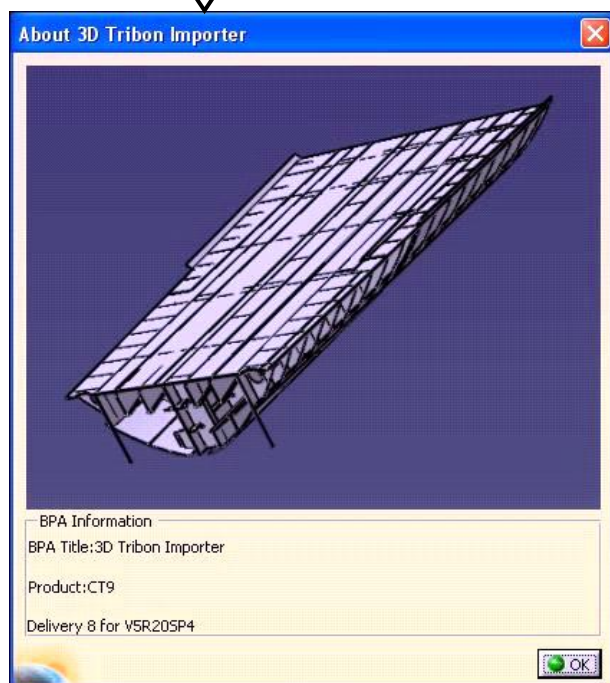 About 3D Tribon Importer
BPA Information
BPA Title:3D Tribon Importer
Product:CT9
Delivery 8 for V5R20SP4
OK